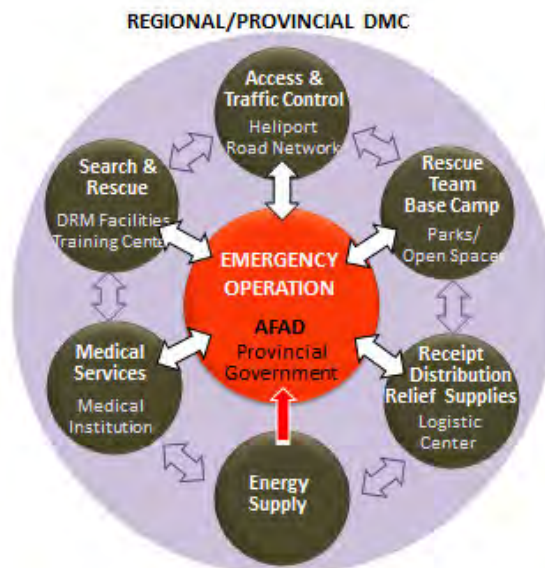 REGIONAL/PROVINCIAL DMC
Access &
Traffic Control
Heliport
Road Network
Search &
Rescue
DRM Facilities
Training Cente
Rescue
Team
Base Camp
Parks/
Open Spaces
EMERGENCY
OPERATION
AFAD
Provincial
Government
Medical
Services
Medical
Institution
Receipt
Distribution
Relief Supplies
Logistic
Center
Energy
Supply